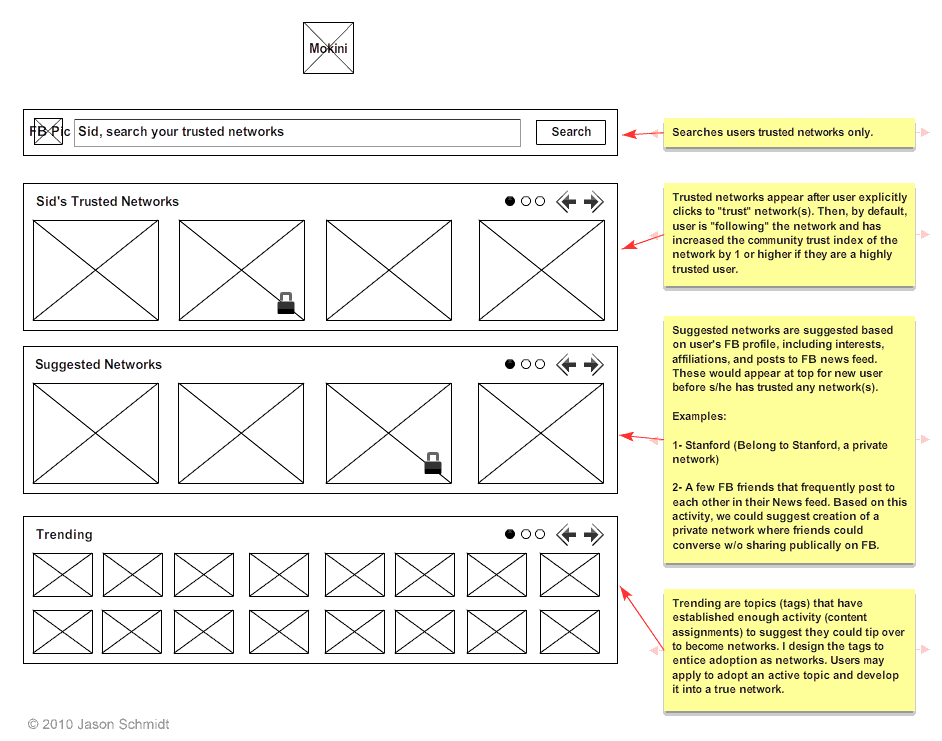 Mokini
FB Pic
Sid, search your trusted networks
Search
Searches users trusted networks only.
Sid's Trusted Networks
Trusted networks appear after user explicitly
clicks to "trust" network(s). Then, by default,
user is "following" the network and has
increased the community trust index of the
network by 1 or higher if they are a highly
trusted user.
Suggested Networks
Suggested networks are suggested based
on user's FB profile, including interests,
affiliations, and posts to FB news feed.
These would appear at top for new user
before s/he has trusted any network(s).
Examples:
1- Stanford (Belong to Stanford, a private
network)
2- A few FB friends that frequently post to
each other in their News feed. Based on this
activity, we could suggest creation of a
private network where friends could
converse w/o sharing publically on FB.
Trending
Trending are topics (tags) that have
established enough activity (content
assignments) to suggest they could tip over
to become networks. I design the tags to
entice adoption as networks. Users may
apply to adopt an active topic and develop
it into a true network.
© 2010 Jason Schmidt